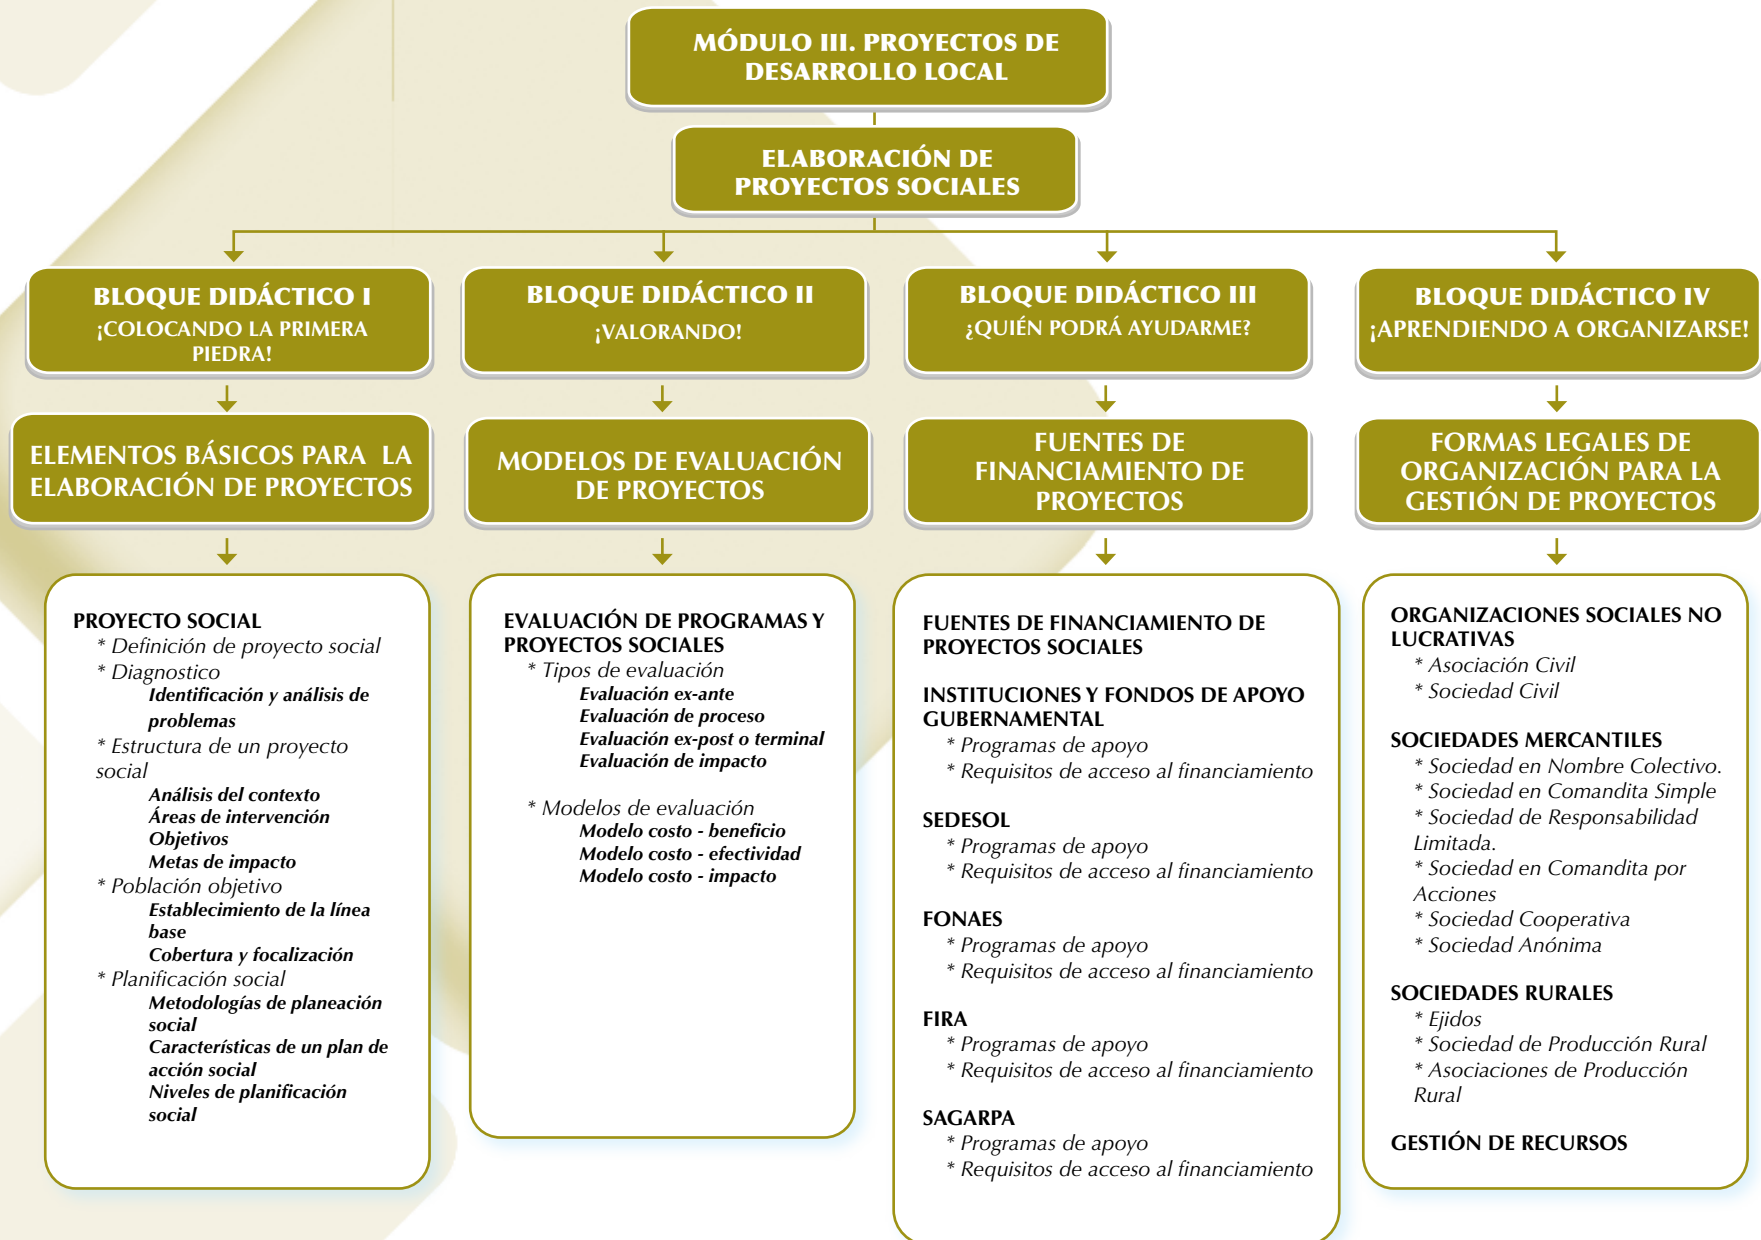 MÓDULO III. PROYECTOS DE
DESARROLLO LOCAL
ELABORACIÓN DE
PROYECTOS SOCIALES
BLOQUE DIDÁCTICO I
¡COLOCANDO LA PRIMERA
PIEDRA!
ELEMENTOS BÁSICOS PARA LA
ELABORACIÓN DE PROYECTOS
PROYECTO SOCIAL
* Definición de proyecto social
* Diagnostico
Identificación y análisis de
problemas
* Estructura de un proyecto
social
Análisis del contexto
Áreas de intervención
Objetivos
Metas de impacto
* Población objetivo
Establecimiento de la línea
base
Cobertura y focalización
* Planificación social
Metodologías de planeación
social
Característícas de un plan de
acción social
Niveles de planificación
social
BLOQUE DIDÁCTICO II
¡VALORANDO!
MODELOS DE EVALUACIÓN
DE PROYECTOS
EVALUACIÓN DE PROGRAMAS Y
PROYECTOS SOCIALES
* Tipos de evaluación
Evaluación ex-ante
Evaluación de proceso
Evaluación ex-post o terminal
Evaluación de impacto
* Modelos de evaluación
Modelo costo - beneficio
Modelo costo - efectividad
Modelo costo - impacto
BLOQUE DIDÁCTICO III
¿QUIÉN PODRÁ AYUDARME?
FUENTES DE
FINANCIAMIENTO DE
PROYECTOS
FUENTES DE FINANCIAMIENTO DE
PROYECTOS SOCIALES
INSTITUCIONES Y FONDOS DE APOYO
GUBERNAMENTAL
* Programas de apoyo
* Requisitos de acceso al financiamiento
SEDESOL
* Programas de apoyo
* Requisitos de acceso al financiamiento
FONAES
* Programas de apoyo
* Requisitos de acceso al financiamiento
FIRA
* Programas de apoyo
* Requisitos de acceso al financiamiento
SAGARPA
* Programas de apoyo
* Requisitos de acceso al financiamiento
BLOQUE DIDÁCTICO IV
¡APRENDIENDO A ORGANIZARSE!
FORMAS LEGALES DE
ORGANIZACIÓN PARA LA
GESTIÓN DE PROYECTOS
ORGANIZACIONES SOCIALES NO
LUCRATIVAS
* Asociación Civil
* Sociedad Civil
SOCIEDADES MERCANTILES
* Sociedad en Nombre Colectivo.
* Sociedad en Comandita Simple
* Sociedad de Responsabilidad
Limitada.
* Sociedad en Comandita por
Acciones
* Sociedad Cooperativa
* Sociedad Anónima
SOCIEDADES RURALES
* Ejidos
* Sociedad de Producción Rural
* Asociaciones de Producción
Rural
GESTIÓN DE RECURSOS